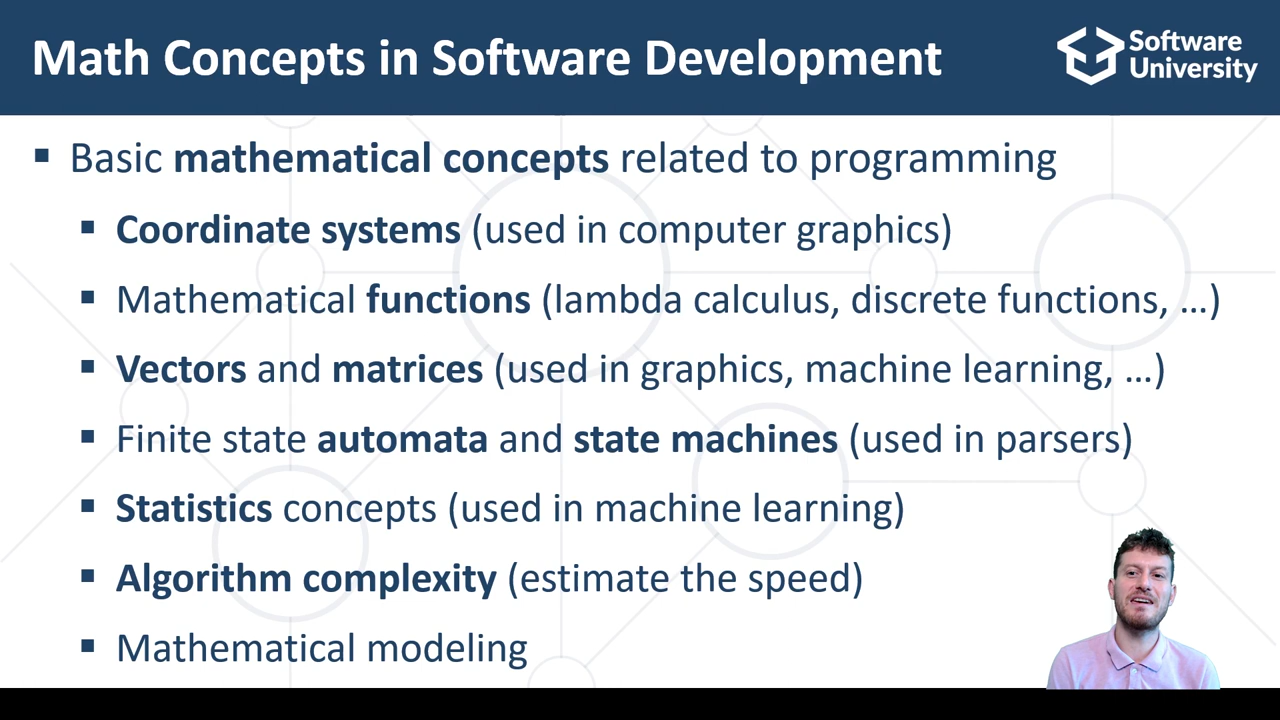 Math Concepts in Software Development
Software
University
▪ Basic mathematical concepts related to programming
▪ Coordinate systems (used in computer graphics)
▪ Mathematical functions (lambda calculus, discrete functions, …)
▪ Vectors and matrices (used in graphics, machine learning, …)
▪ Finite state automata and state machines (used in parsers)
▪ Statistics concepts (used in machine learning)
▪ Algorithm complexity (estimate the speed)
▪ Mathematical modeling